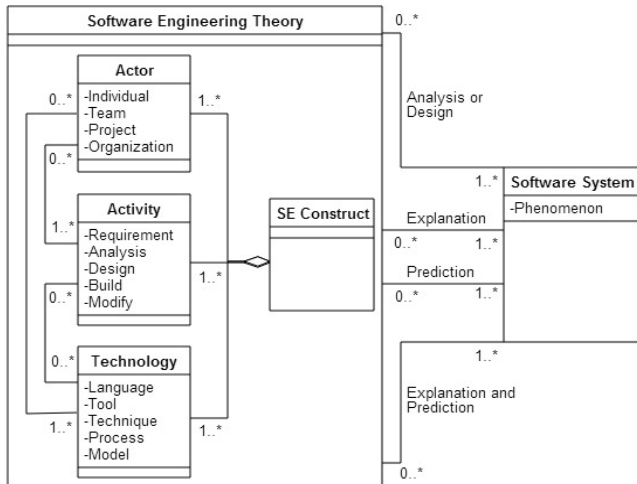 Software Engineering Theory
0..*
Actor
-Individual
-Team
-Project
-Organization
0..*
1..*
0..*
Analysis or
Design
1..*
Software System
-Phenomenon
Activity
-Requirement
-Analysis
-Design
-Build
-Modify
1..*
0..*
1..*
SE Construct
Explanation
0..*
1..*
Prediction
0..*
1..*
Technology
-Language
-Tool
-Technique
-Process
-Model
0..*
1..*
1..*
1..*
Explanation and
Prediction
0..*